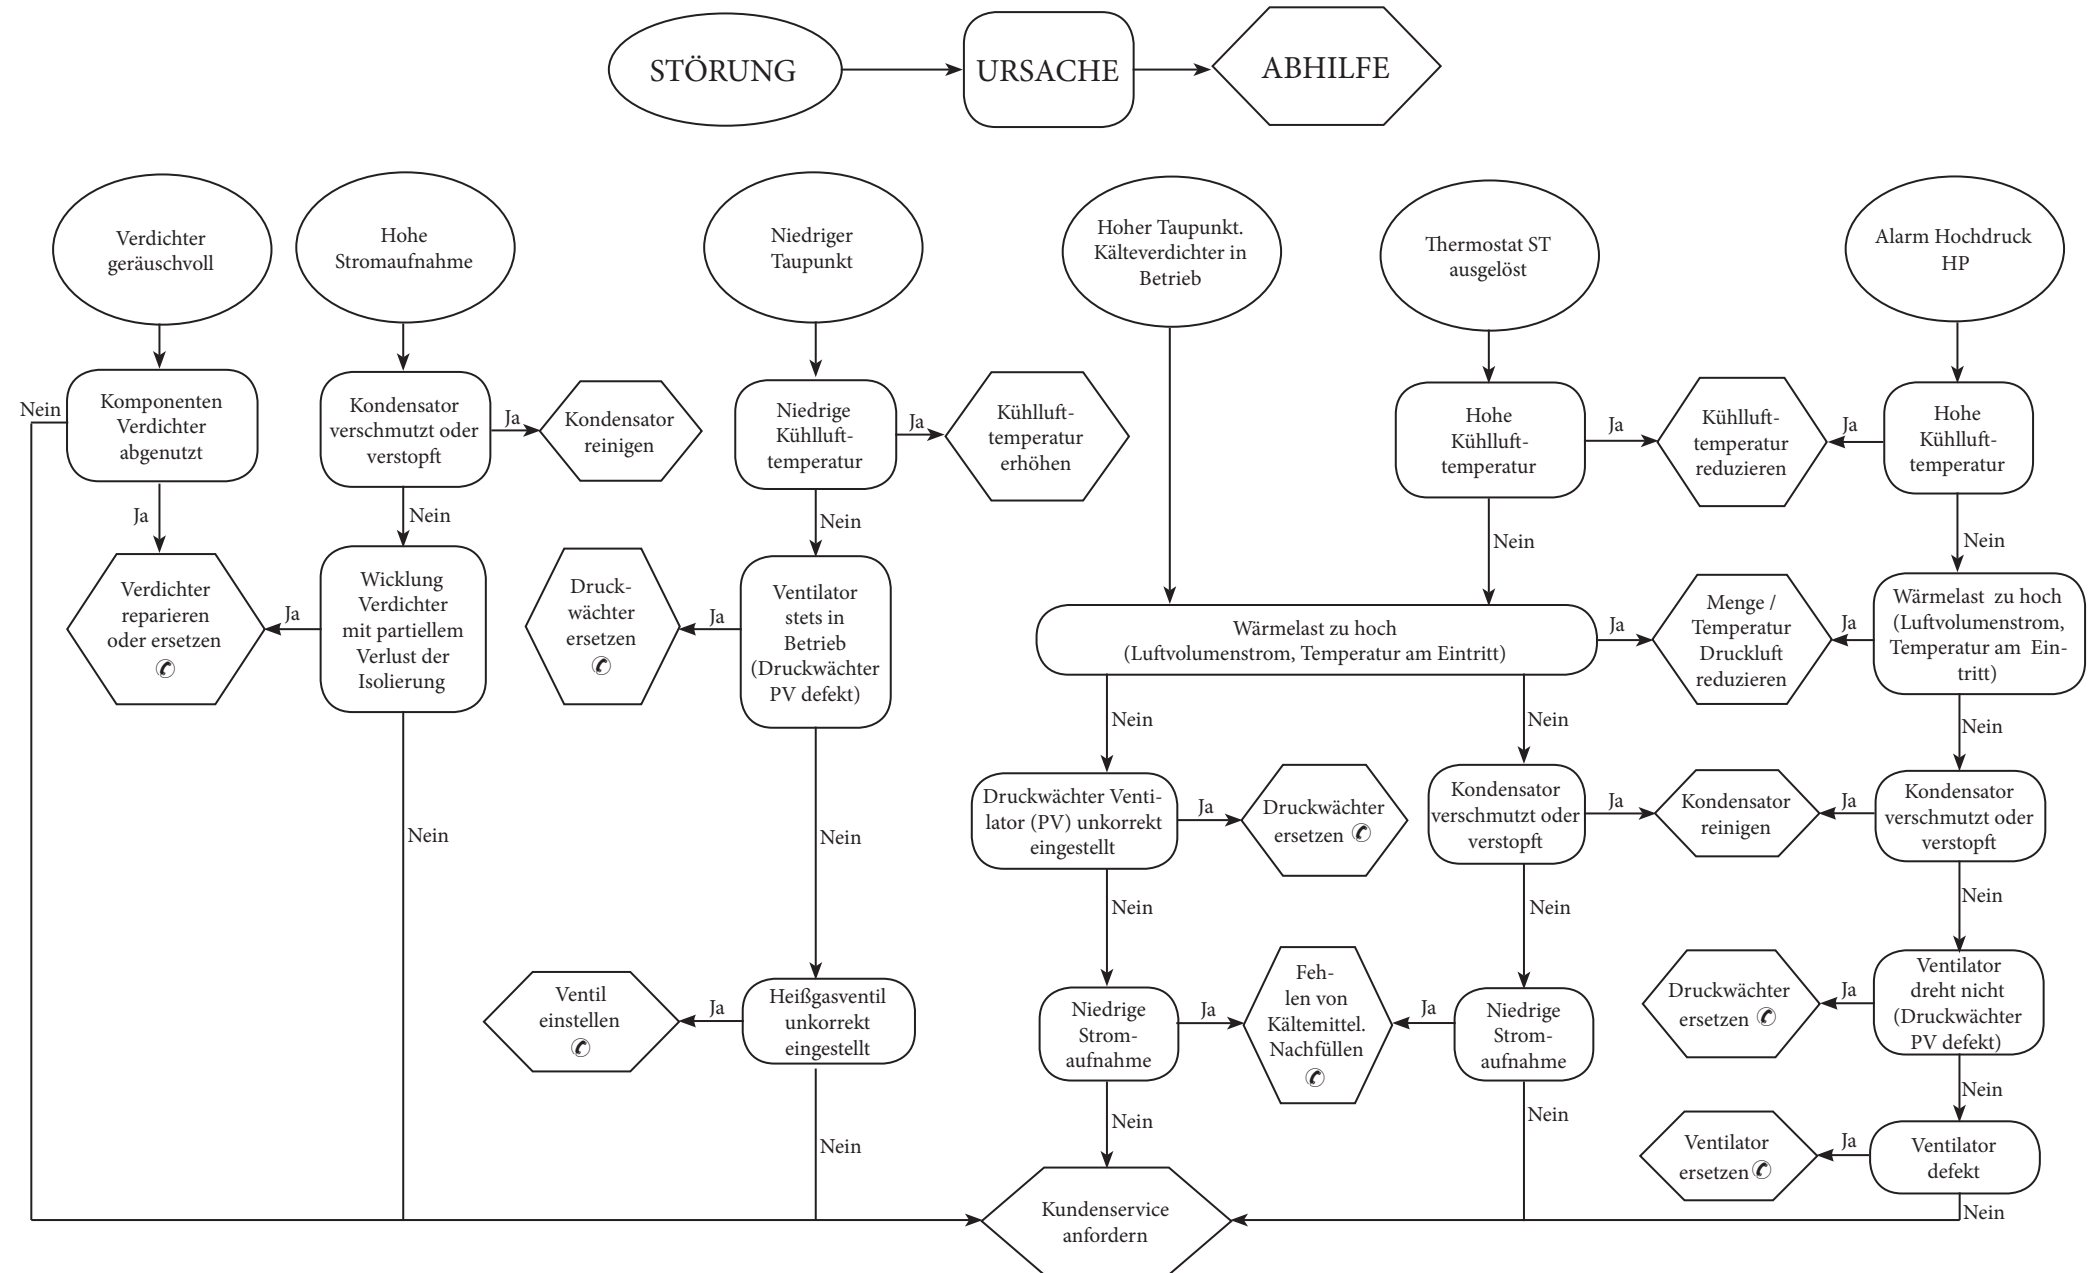 STÖRUNG
URSACHE
ABHILFE
Verdichter
geräuschvoll
Hohe
Stromaufnahme
Niedriger
Taupunkt
Hoher Taupunkt.
Kälteverdichter in
Betrieb
Thermostat ST
ausgelöst
Alarm Hochdruck
HP
Nein
Komponenten
Verdichter
abgenutzt
Kondensator
verschmutzt oder
verstopft
Ja
Kondensator
reinigen
Niedrige
Kühlluft-
temperatur
Ja
Kühlluft-
temperatur
erhöhen
Hohe
Kühlluft-
temperatur
Ja
Kühlluft-
temperatur
reduzieren
Ja
Hohe
Kühlluft-
temperatur
Ja
Nein
Nein
Nein
Nein
Verdichter
reparieren
oder ersetzen
Ja
Wicklung
Verdichter
mit partiellem
Verlust der
Isolierung
Druck-
wächter
ersetzen
Ja
Ventilator
stets in
Betrieb
(Druckwächter
PV defekt)
Wärmelast zu hoch
(Luftvolumenstrom, Temperatur am Eintritt)
Ja
Menge /
Temperatur
Druckluft
reduzieren
Ja
Wärmelast zu hoch
(Luftvolumenstrom,
Temperatur am Ein-
tritt)
Nein
Nein
Nein
Nein
Nein
Druckwächter Venti-
lator (PV) unkorrekt
eingestellt
Ja
Druckwächter
ersetzen
Kondensator
verschmutzt oder
verstopft
Ja
Kondensator
reinigen
Ja
Kondensator
verschmutzt oder
verstopft
Nein
Nein
Nein
Ventil
einstellen
Ja
Heißgasventil
unkorrekt
eingestellt
Niedrige
Strom-
aufnahme
Ja
Feh-
len von
Kältemittel.
Nachfüllen
Ja
Niedrige
Strom-
aufnahme
Druckwächter
ersetzen
Ja
Ventilator
dreht nicht
(Druckwächter
PV defekt)
Nein
Nein
Nein
Nein
Ventilator
ersetzen
Ja
Ventilator
defekt
Kundenservice
anfordern
Nein